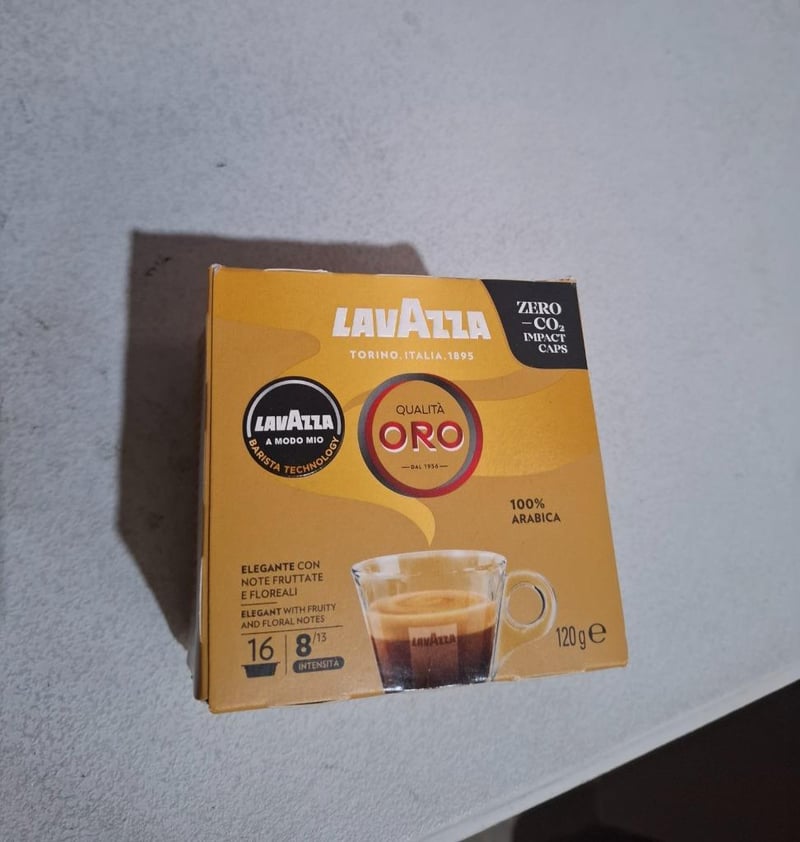 LAVAZZA
TORINO.ITALIA.1895
ZERO
–CO₂
IMPACT
CAPS
LAVAZZA
A MODO MIO
BARISTA TECHNOLOGY
QUALITÀ
ORO
—DAL 1956—
100%
ARABICA
ELEGANTE CON
NOTE FRUTTATE
E FLOREALI
ELEGANT WITH FRUITY
AND FLORAL NOTES
16
8/13
INTENSITÀ
LAVAZZA
120 g ℮